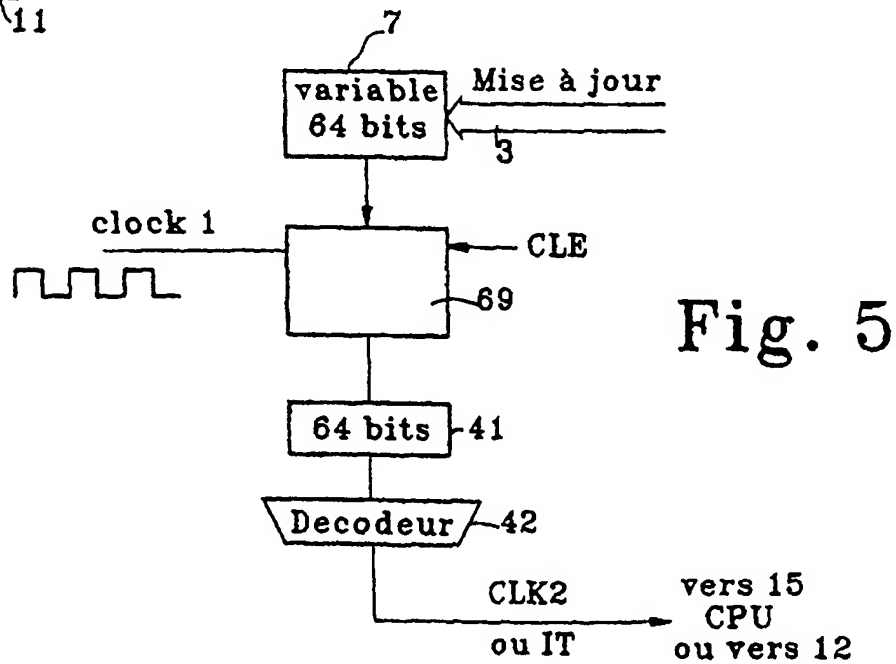 11
7
variable
64 bits
Mise à jour
3
clock 1
CLE
69
Fig. 5
64 bits
41
Decodeur
42
CLK2
ou IT
vers 15
CPU
ou vers 12